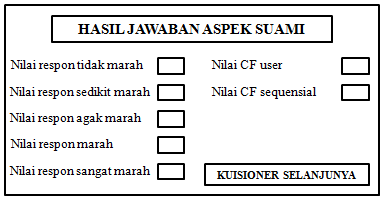 HASIL JAWABAN ASPEK SUAMI
Nilai respon tidak marah
Nilai respon sedikit marah
Nilai respon agak marah
Nilai respon marah
Nilai respon sangat marah
Nilai CF user
Nilai CF sequensial
KUISIONER SELANJUNYA